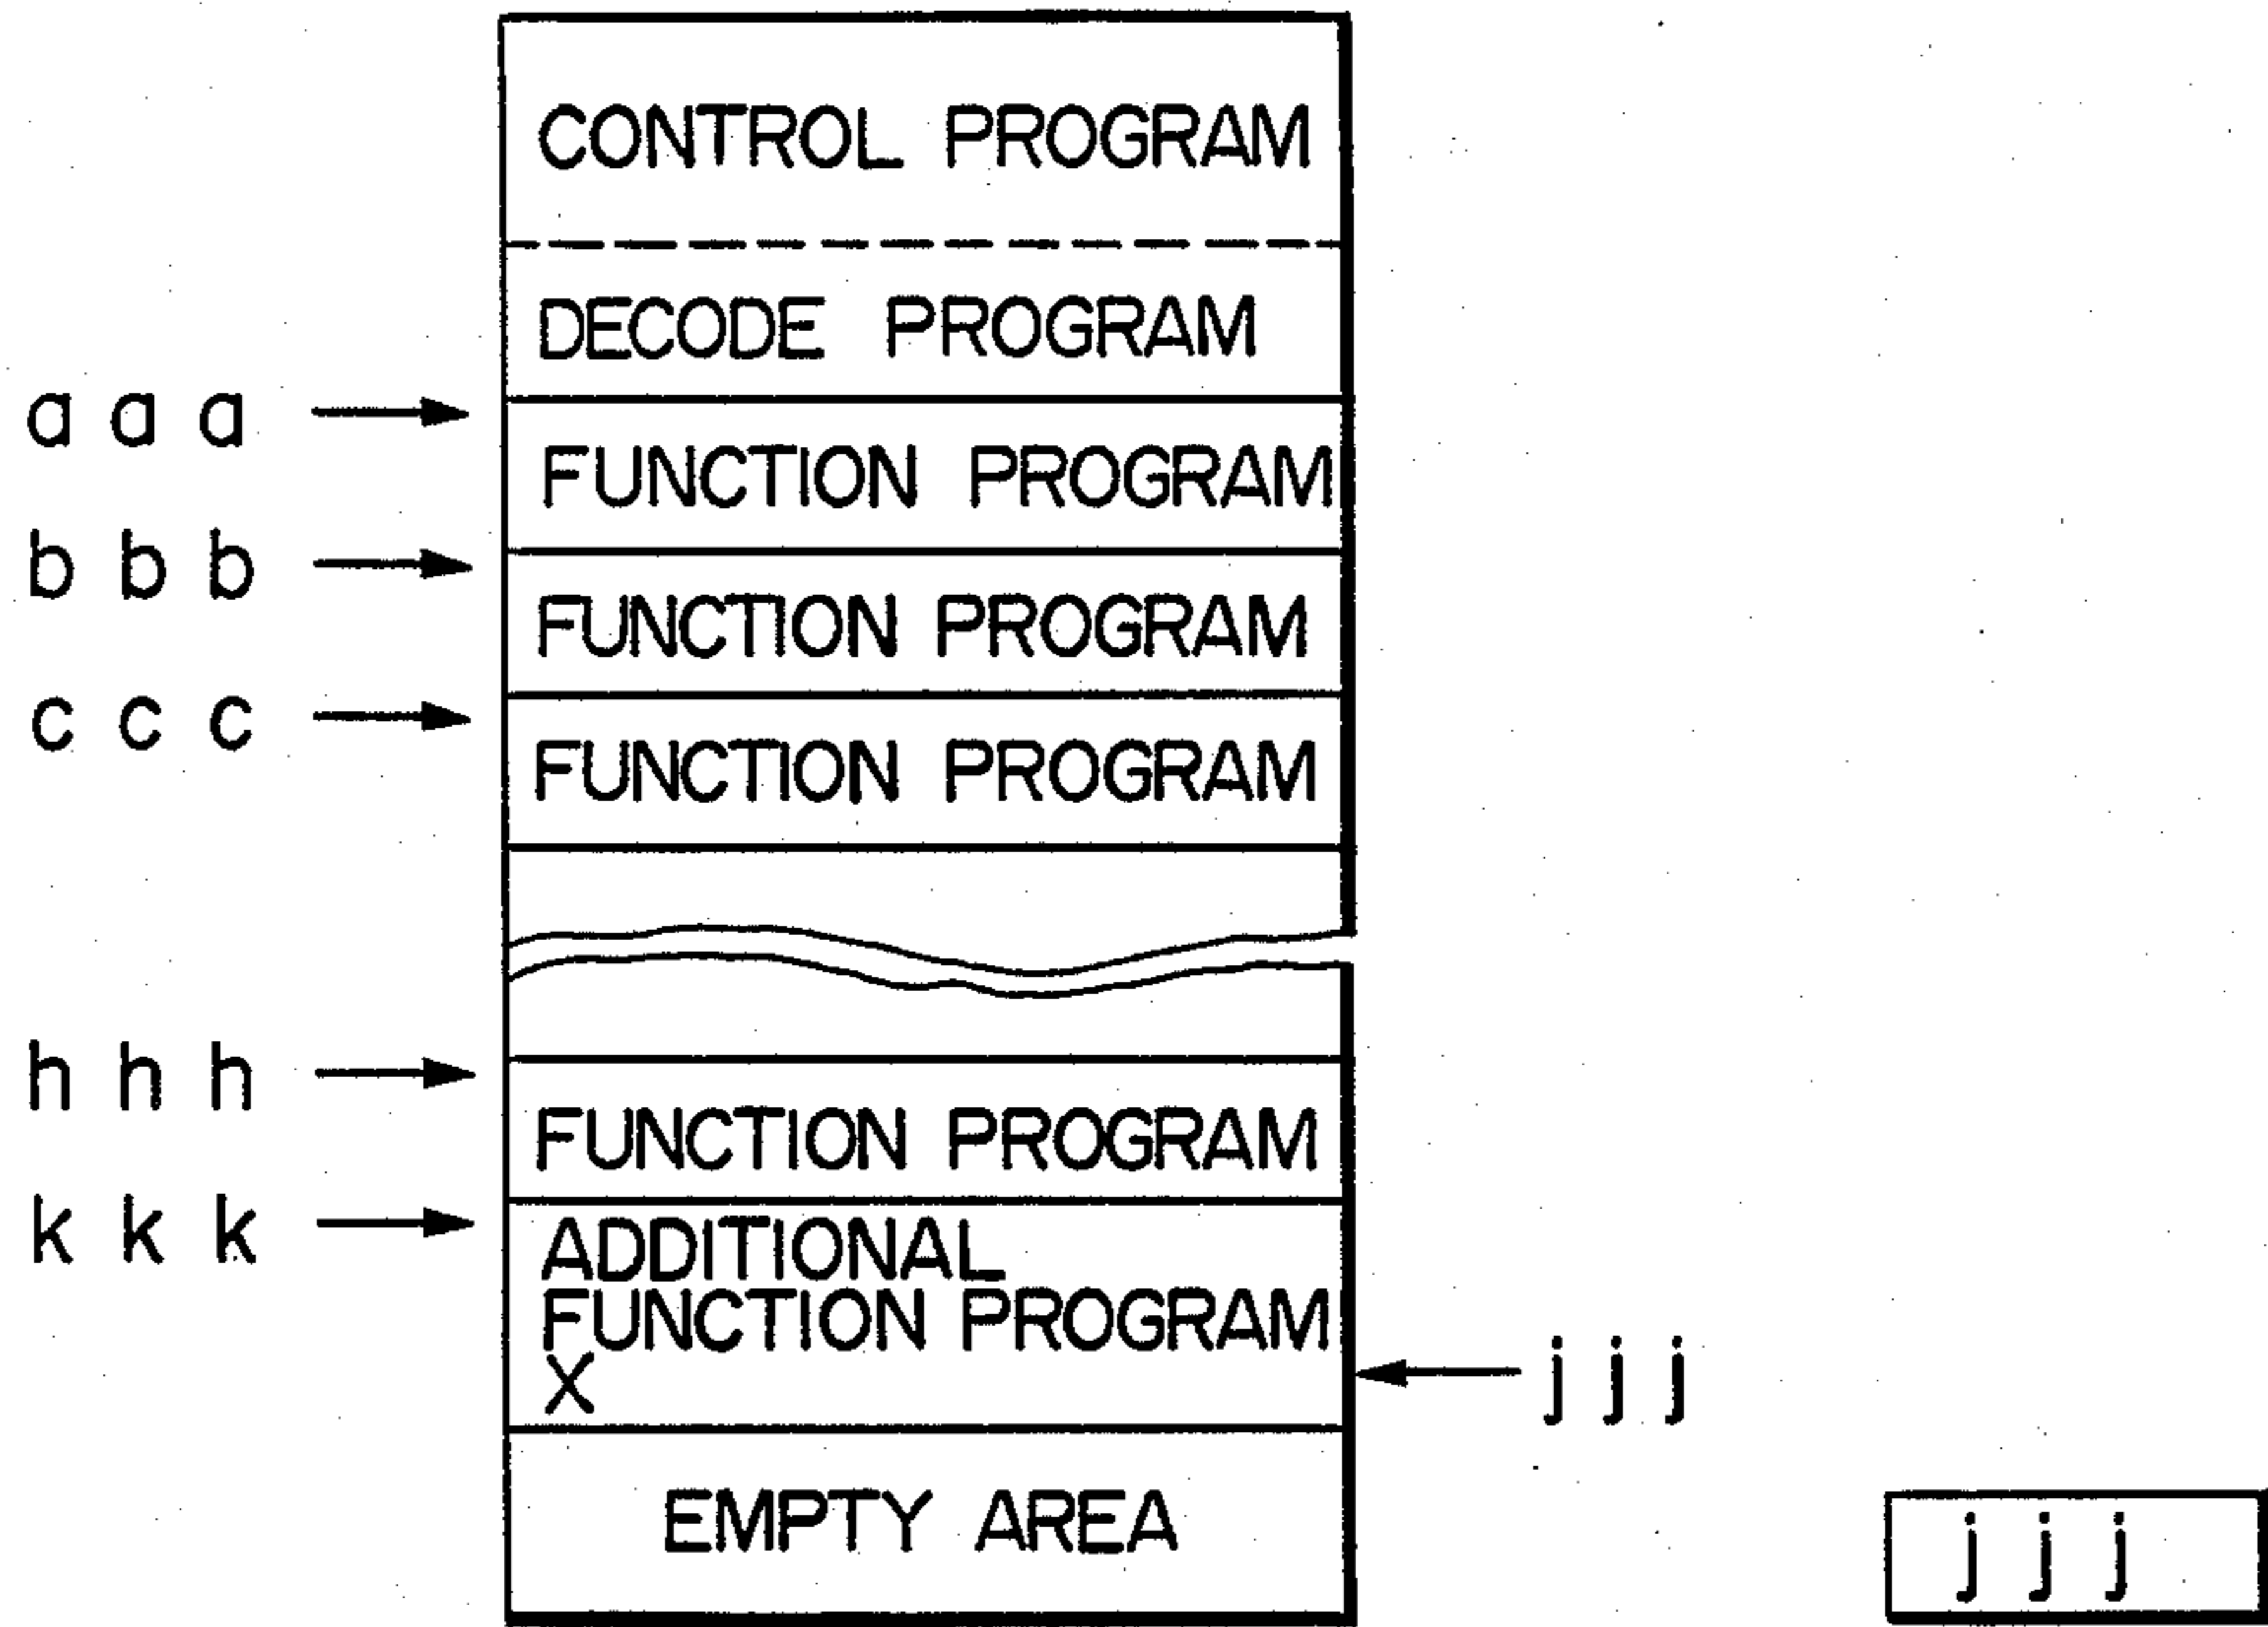 CONTROL PROGRAM
DECODE PROGRAM
a a a
FUNCTION PROGRAM
b b b
FUNCTION PROGRAM
c c c
FUNCTION PROGRAM
h h h
FUNCTION PROGRAM
k k k
ADDITIONAL
FUNCTION PROGRAM
X
j j j
EMPTY AREA
j j j